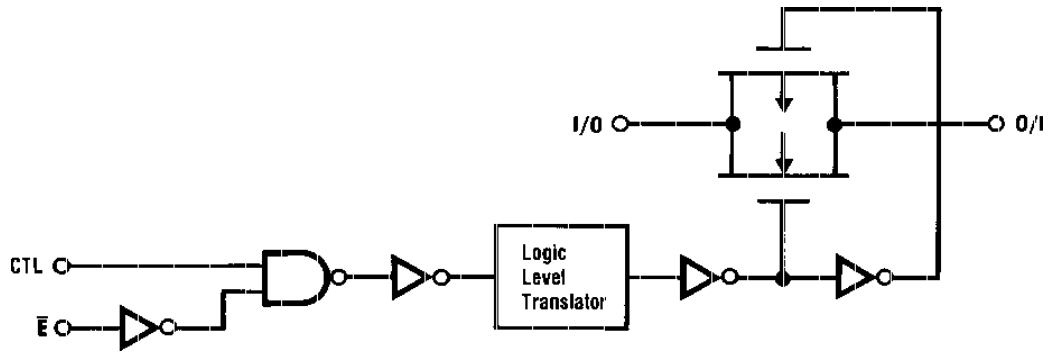 I/O
O/I
CTL
E̅
Logic
Level
Translator